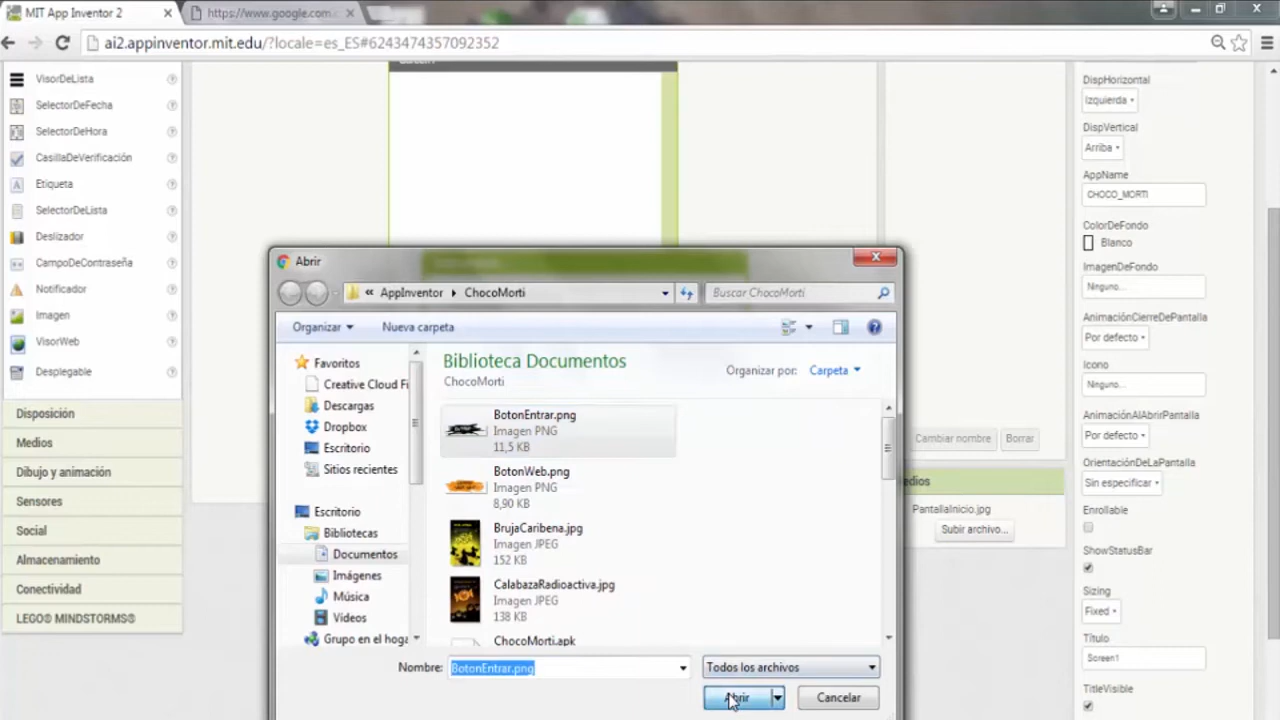 MIT App Inventor 2
https://www.google.com.c
ai2.appinventor.mit.edu/?locale=es_ES#6243474357092352
VisorDeLista
SelectorDeFecha
SelectorDeHora
CasillaDeVerificación
Etiqueta
SelectorDeLista
Deslizador
CampoDeContraseña
Notificador
Imagen
VisorWeb
Desplegable
Disposición
Medios
Dibujo y animación
Sensores
Social
Almacenamiento
Conectividad
LEGO® MINDSTORMS®
Abrir
« AppInventor ▸ ChocoMorti
Buscar ChocoMorti
Organizar
Nueva carpeta
Favoritos
Creative Cloud Fi
Descargas
Dropbox
Escritorio
Sitios recientes
Escritorio
Bibliotecas
Documentos
Imágenes
Música
Vídeos
Grupo en el hoga
Biblioteca Documentos
ChocoMorti
Organizar por: Carpeta
BotonEntrar.png
Imagen PNG
11,5 KB
BotonWeb.png
Imagen PNG
8,90 KB
BrujaCaribena.jpg
Imagen JPEG
152 KB
CalabazaRadioactiva.jpg
Imagen JPEG
138 KB
ChocoMorti.apk
Nombre: BotonEntrar.png
Todos los archivos
Abrir
Cancelar
Cambiar nombre
Borrar
edios
PantallaInicio.jpg
Subir archivo...
DispHorizontal
Izquierda
DispVertical
Arriba
AppName
CHOCO_MORTI
ColorDeFondo
Blanco
ImagenDeFondo
Ninguno...
AnimaciónCierreDePantalla
Por defecto
Icono
Ninguno...
AnimaciónAlAbrirPantalla
Por defecto
OrientaciónDeLaPantalla
Sin especificar
Enrollable
ShowStatusBar
Sizing
Fixed
Título
Screen1
TitleVisible